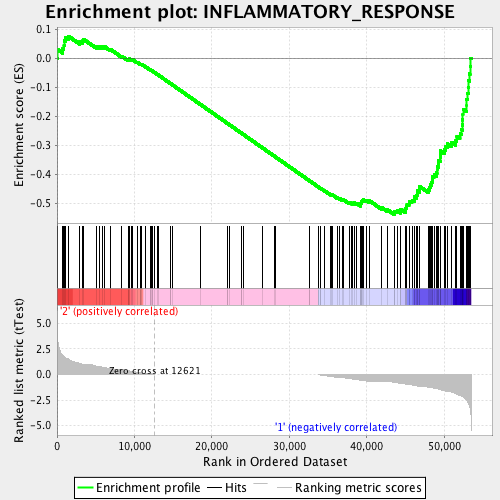 Enrichment plot: INFLAMMATORY_RESPONSE
Enrichment score (ES)
0.1
0.0
-0.1
-0.2
-0.3
-0.4
-0.5
'2' (positively correlated)
Zero cross at 12621
'1' (negatively correlated)
Ranked list metric (tTest)
5.0
2.5
0.0
-2.5
-5.0
0
10,000
20,000
30,000
40,000
50,000
Rank in Ordered Dataset
Enrichment profile
Hits
Ranking metric scores